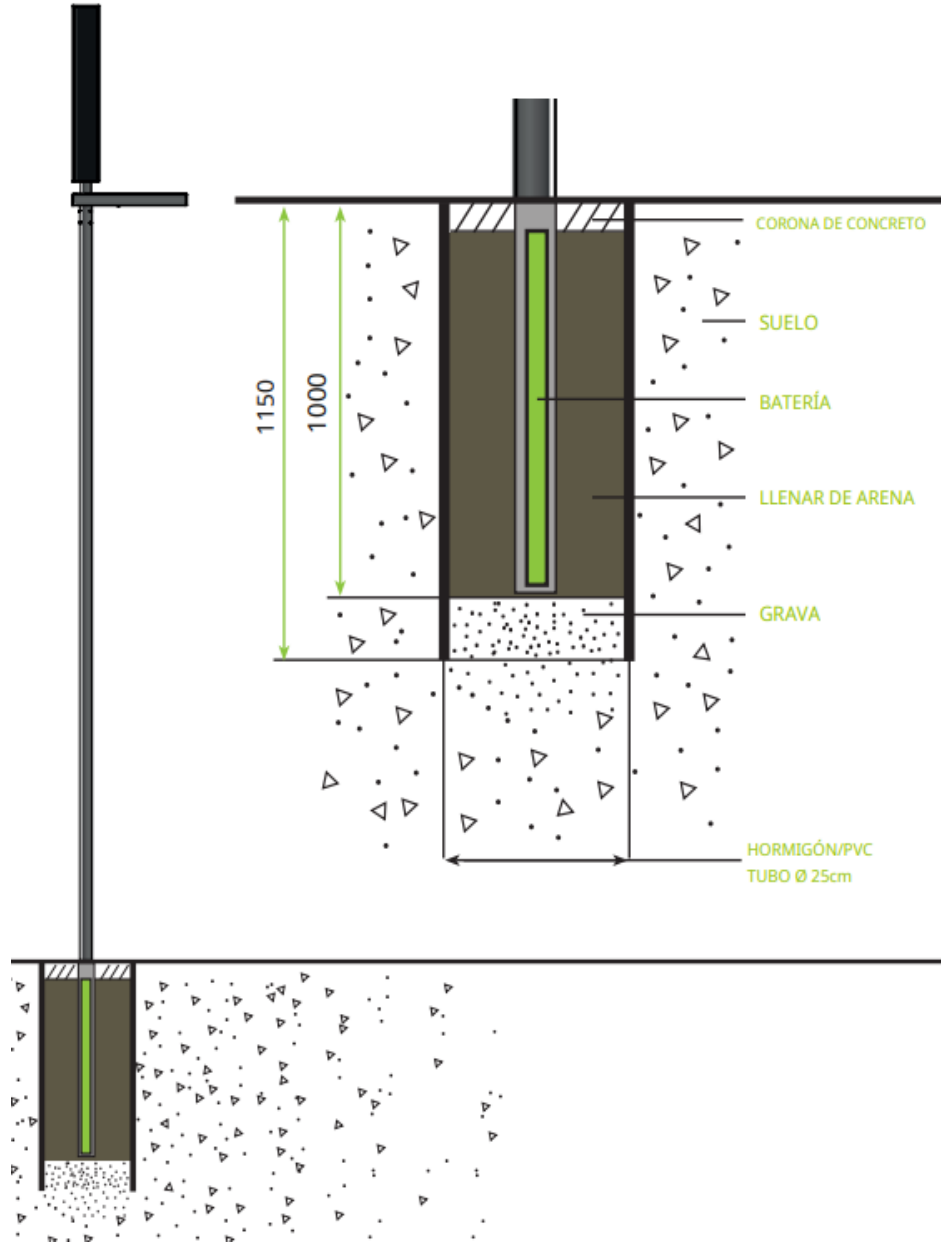 CORONA DE CONCRETO
SUELO
1150
1000
BATERÍA
LLENAR DE ARENA
GRAVA
HORMIGÓN/PVC
TUBO Ø 25cm